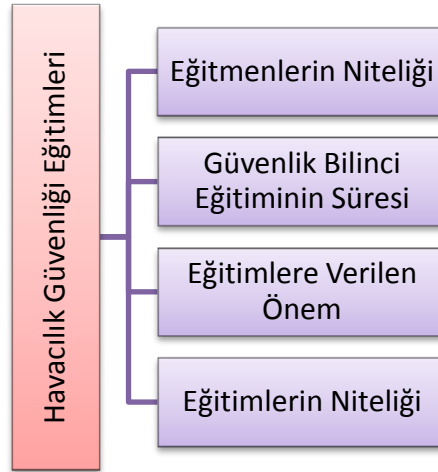 Havacılık Güvenliği Eğitimleri
Eğitmenlerin Niteliği
Güvenlik Bilinci
Eğitiminin Süresi
Eğitimlere Verilen
Önem
Eğitimlerin Niteliği